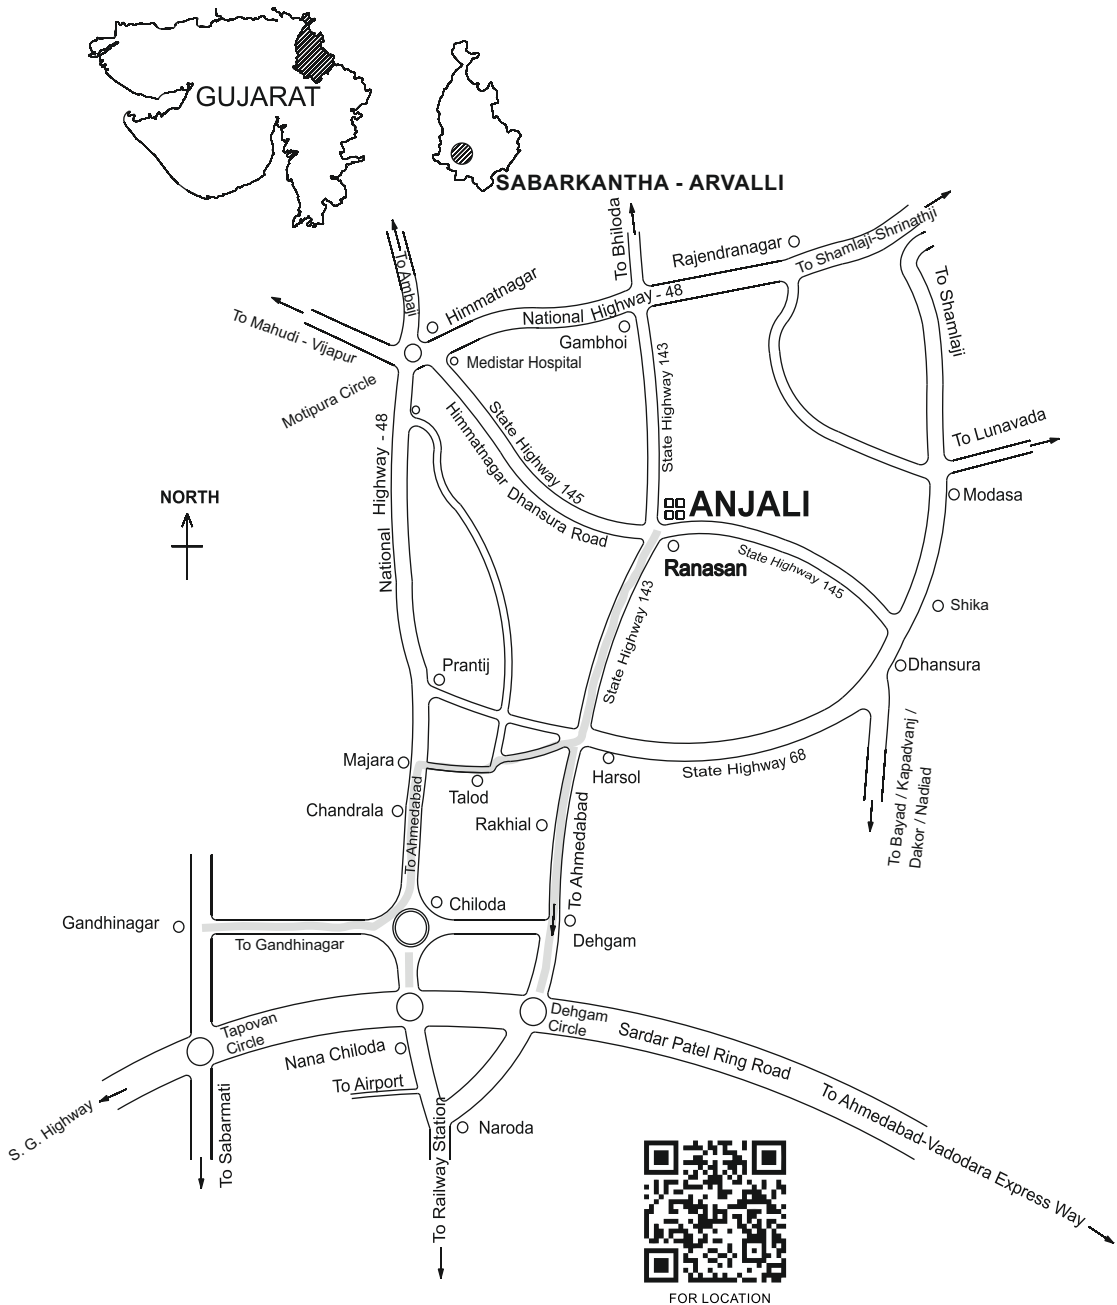 GUJARAT
SABARKANTHA - ARVALLI
To Bhiloda
Rajendranagar
To Shamlaji-Shrinathji
To Ambaji
Himmatnagar
National Highway - 48
To Shamlaji
To Mahudi - Vijapur
Gambhoi
Medistar Hospital
State Highway 143
Motipura Circle
National Highway - 48
State Highway 145
Himmatnagar Dhansura Road
To Lunavada
Modasa
NORTH
ANJALI
Ranasan
State Highway 145
State Highway 143
Shika
Dhansura
Prantij
Majara
Harsol
State Highway 68
To Bayad / Kapadvanj /
Dakor / Nadiad
Talod
Chandrala
Rakhial
To Ahmedabad
To Ahmedabad
Chiloda
Gandhinagar
To Gandhinagar
Dehgam
Tapovan
Circle
Dehgam
Circle
Sardar Patel Ring Road
Nana Chiloda
To Airport
To Ahmedabad-Vadodara Express Way
S. G. Highway
To Sabarmati
To Railway Station
Naroda
FOR LOCATION